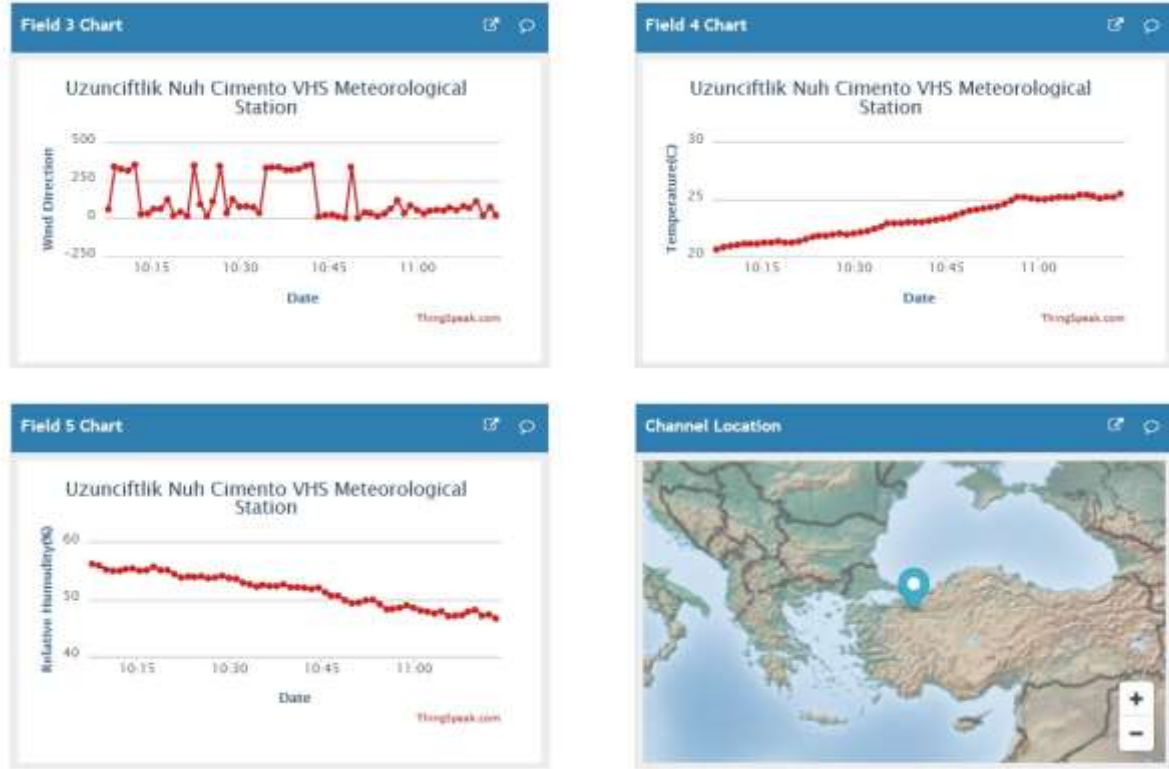 Field 3 Chart
Uzunciftlik Nuh Cimento VHS Meteorological
Station
Wind Direction
500
250
0
-250
10:15
10:30
10:45
11:00
Date
ThingSpeak.com
Field 4 Chart
Uzunciftlik Nuh Cimento VHS Meteorological
Station
Temperature(C)
30
25
20
10:15
10:30
10:45
11:00
Date
ThingSpeak.com
Field 5 Chart
Uzunciftlik Nuh Cimento VHS Meteorological
Station
Relative Humudity(%)
60
50
40
10:15
10:30
10:45
11:00
Date
ThingSpeak.com
Channel Location
+
−